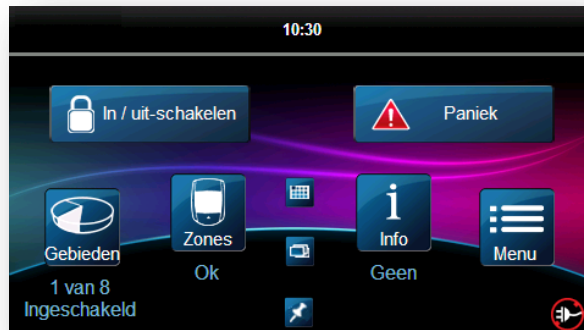 10:30
In / uit-schakelen
Paniek
Gebieden
Zones
Info
Menu
1 van 8
Ingeschakeld
Ok
Geen